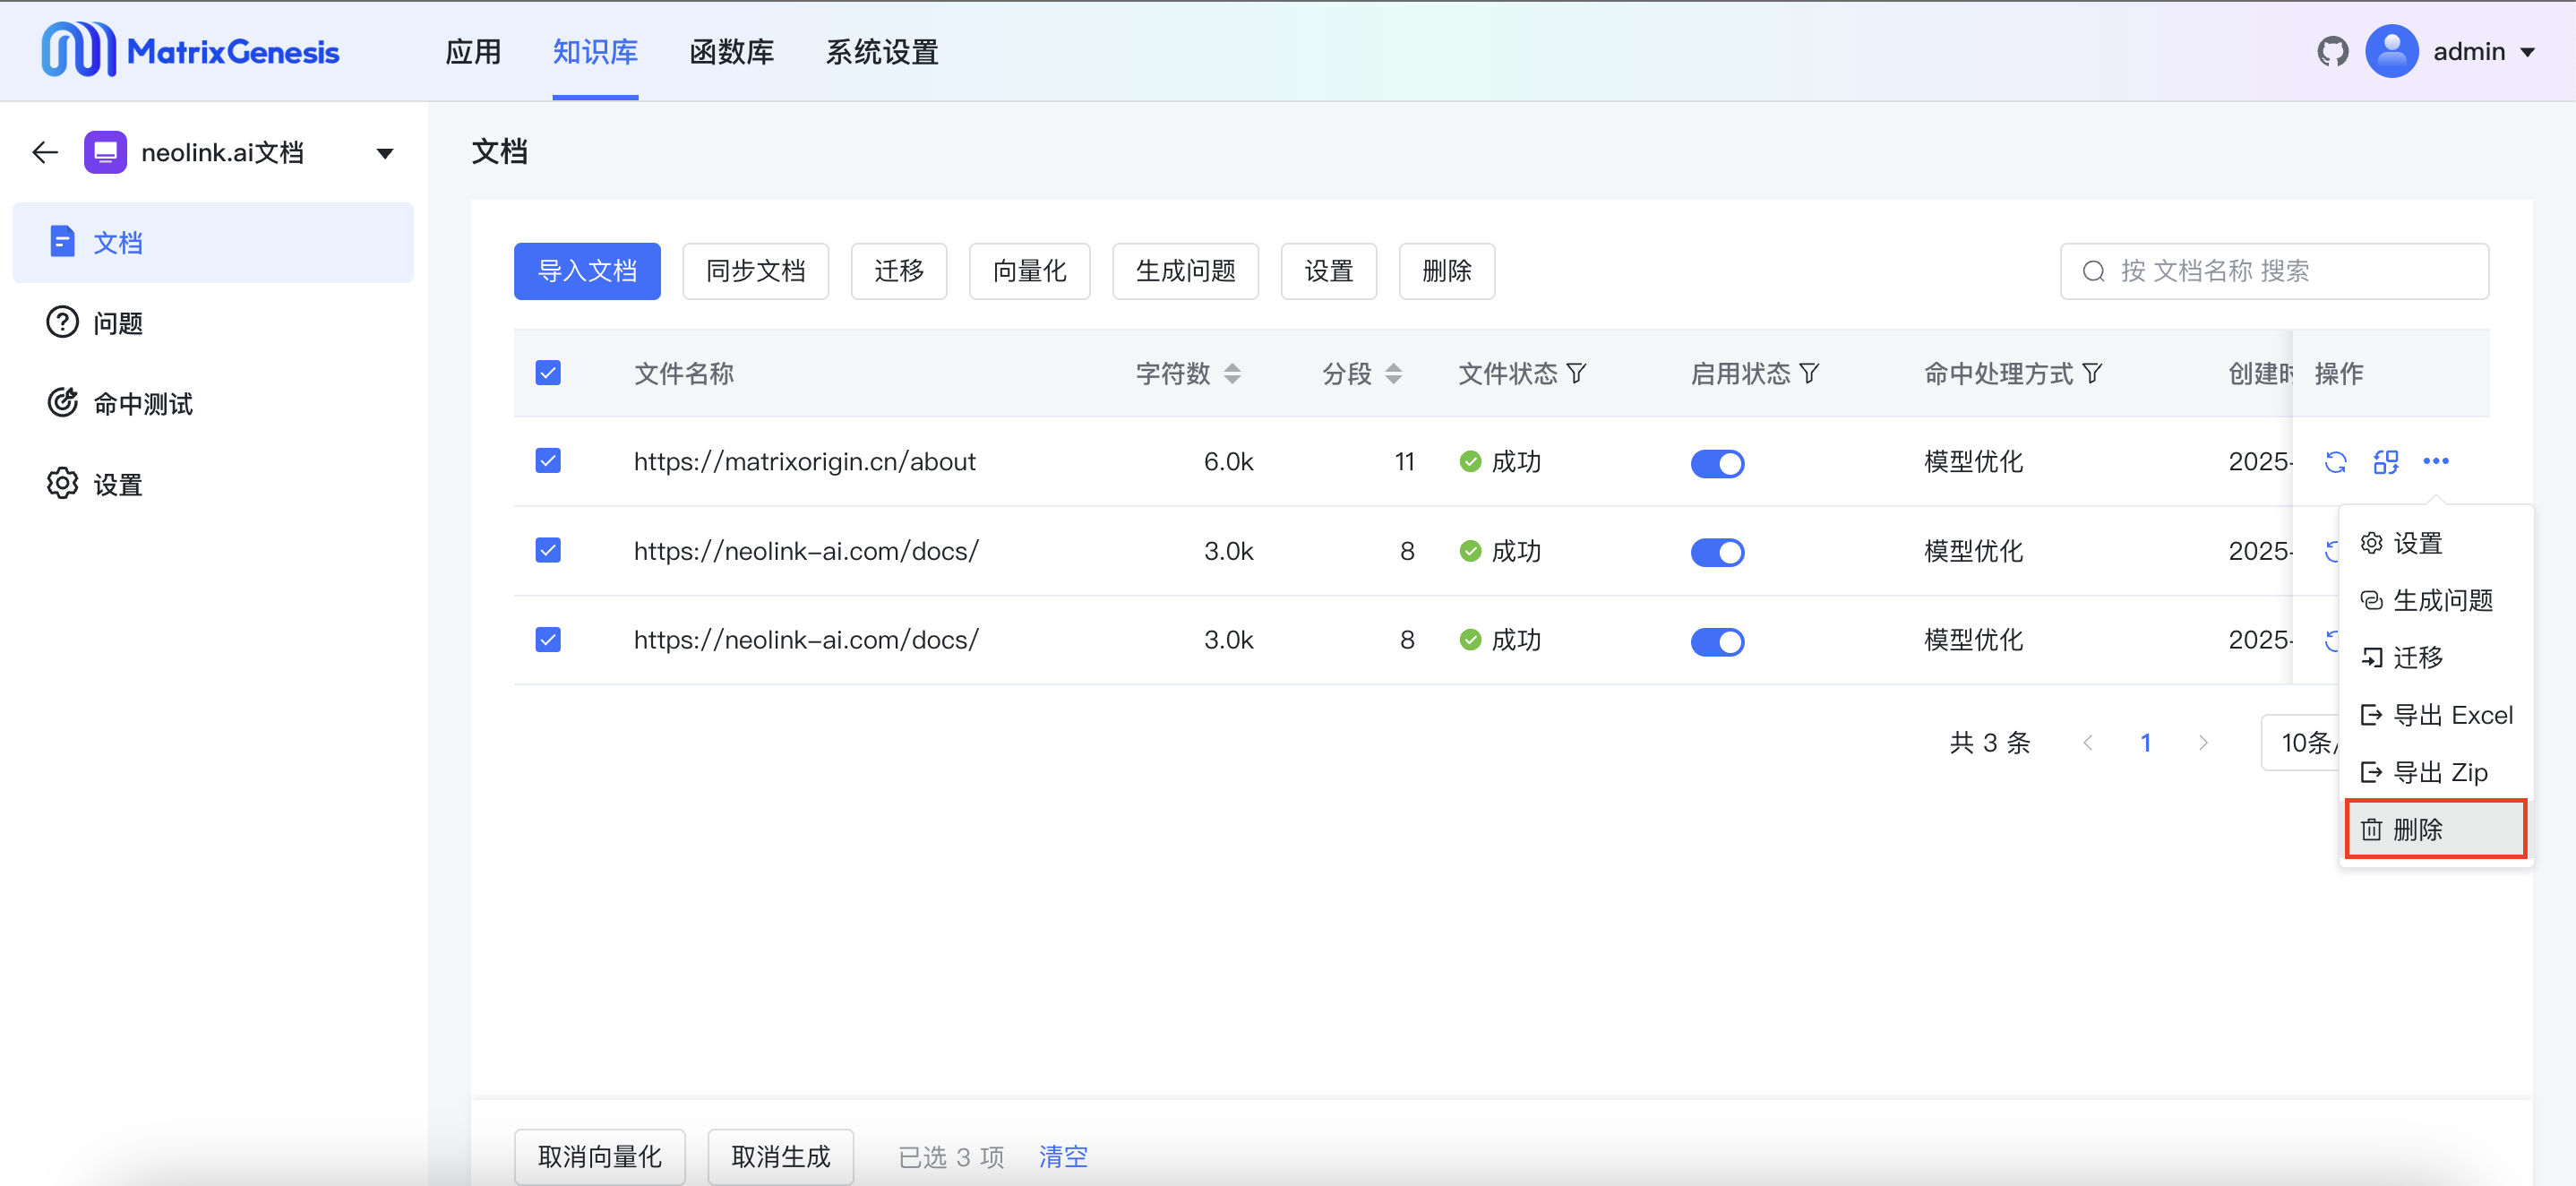 MatrixGenesis 应用 知识库 函数库 系统设置 admin
neolink.ai文档
文档
问题
命中测试
设置
文档
导入文档 同步文档 迁移 向量化 生成问题 设置 删除 按 文档名称 搜索
文件名称 字符数 分段 文件状态 启用状态 命中处理方式 创建时 操作
https://matrixorigin.cn/about 6.0k 11 成功 模型优化 2025-
https://neolink-ai.com/docs/ 3.0k 8 成功 模型优化 2025-
https://neolink-ai.com/docs/ 3.0k 8 成功 模型优化 2025-
共 3 条 1 10条/
设置
生成问题
迁移
导出 Excel
导出 Zip
删除
取消向量化 取消生成 已选 3 项 清空